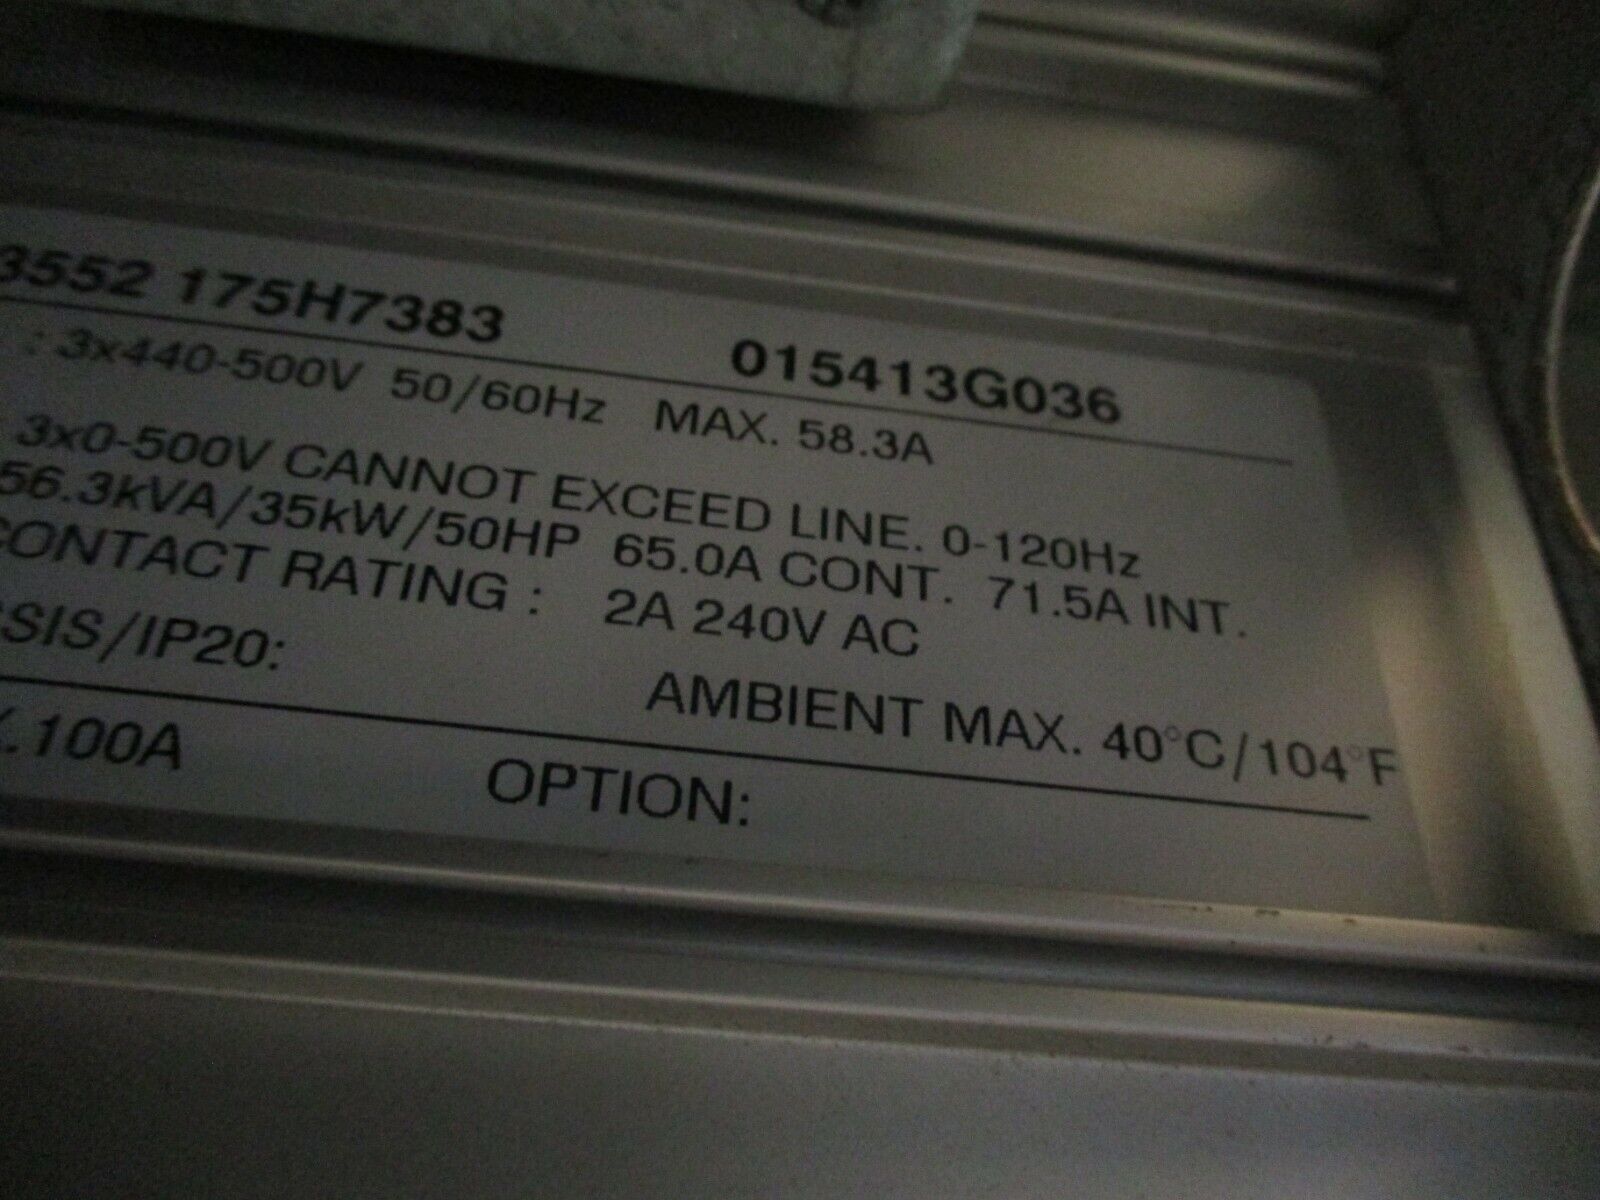 3552 175H7383 015413G036
: 3x440-500V 50/60Hz MAX. 58.3A
3x0-500V CANNOT EXCEED LINE. 0-120Hz
56.3kVA/35kW/50HP 65.0A CONT. 71.5A INT.
CONTACT RATING : 2A 240V AC
SSIS/IP20:
AMBIENT MAX. 40°C/104°F
.100A OPTION: